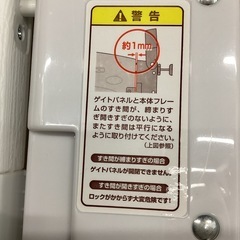 警告
約1mm
ゲイトパネルと本体フレー
ムのすき間が、締まりす
ぎ開きすぎのないように、
またすき間は平行になる
ように取り付けてください。
(上図参照)
すき間が締まりすぎの場合
ゲイトパネルが開閉できません。
すき間が開きすぎの場合
ロックがかからず大変危険です!